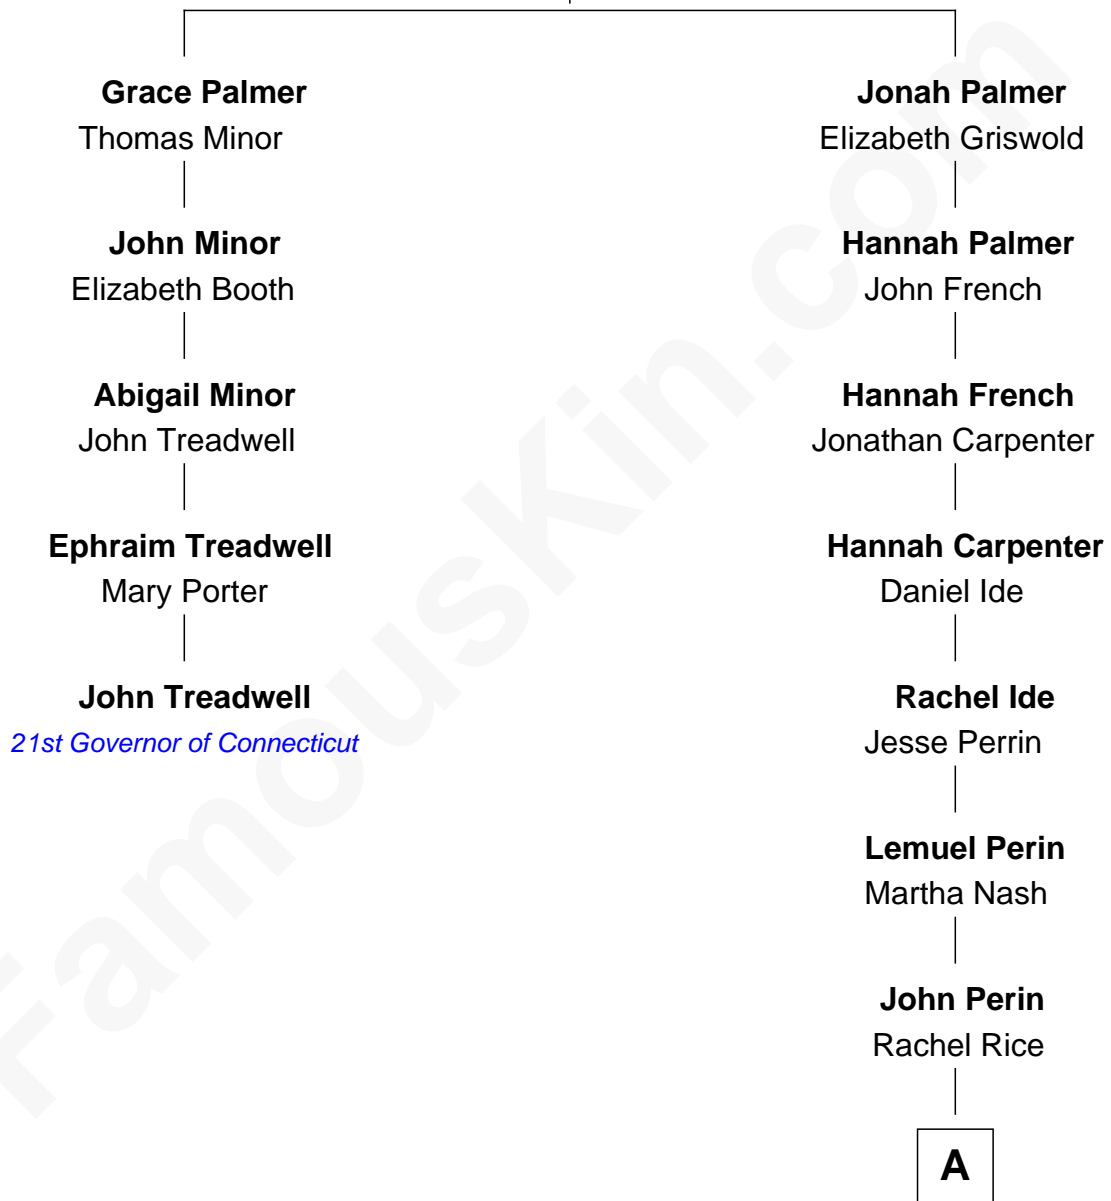 Grace Palmer
Thomas Minor
John Minor
Elizabeth Booth
Abigail Minor
John Treadwell
Ephraim Treadwell
Mary Porter
John Treadwell
21st Governor of Connecticut
Jonah Palmer
Elizabeth Griswold
Hannah Palmer
John French
Hannah French
Jonathan Carpenter
Hannah Carpenter
Daniel Ide
Rachel Ide
Jesse Perrin
Lemuel Perin
Martha Nash
John Perin
Rachel Rice
A
FamousKin.com